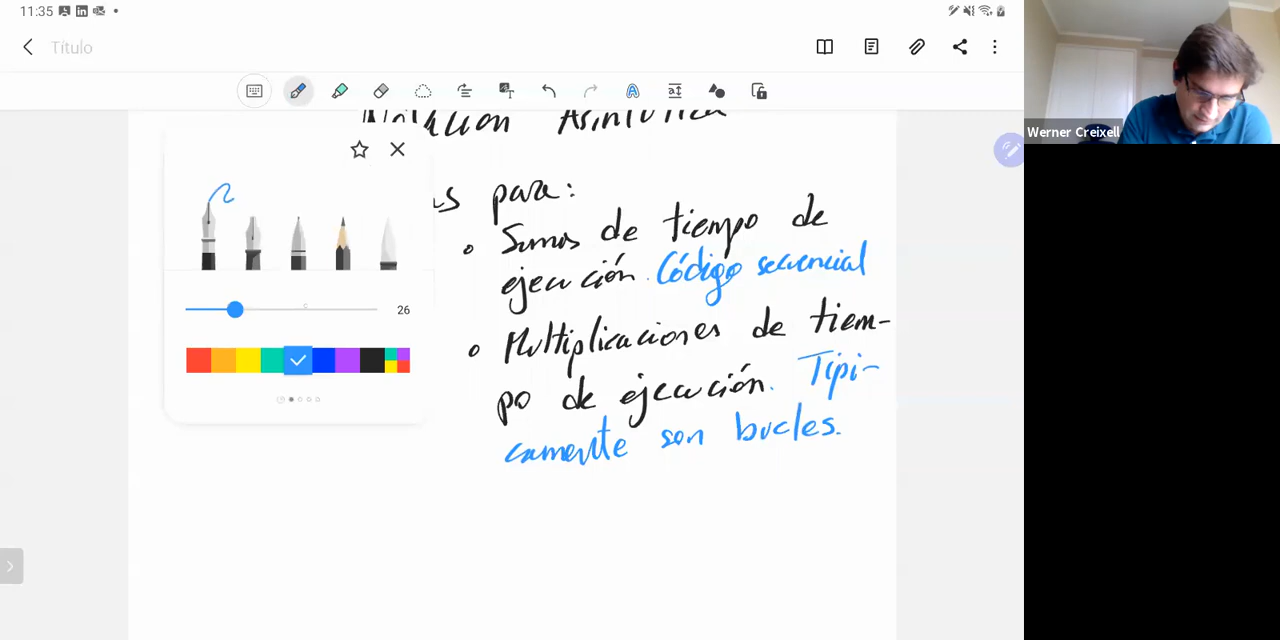 11:35
Título
Werner Creixell
Notación Asintótica
para:
• Sumas de tiempo de
ejecución. Código secuencial
• Multiplicaciones de tiem-
po de ejecución. Típi-
camente son bucles.
26